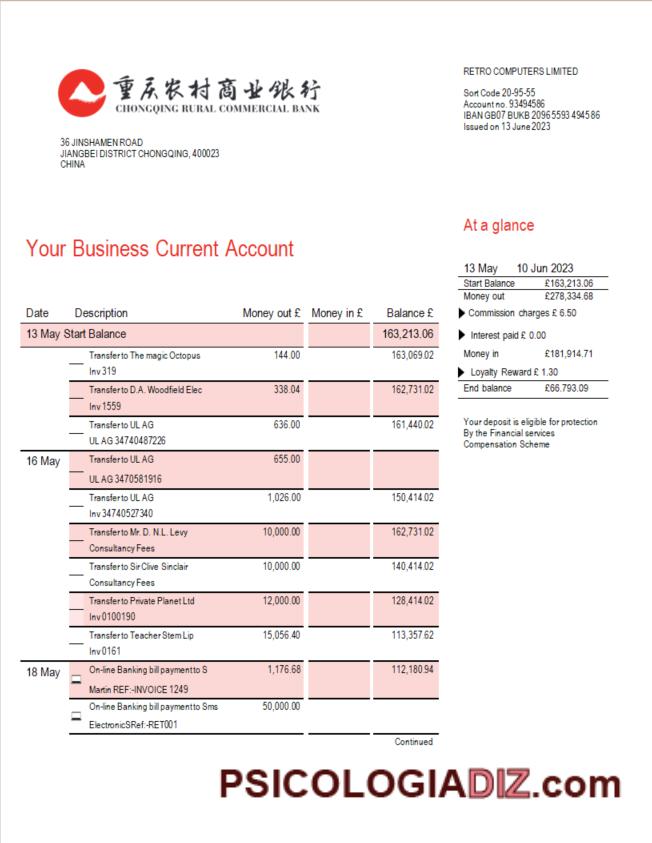 重庆农村商业银行
CHONGQING RURAL COMMERCIAL BANK
36 JINSHAMEN ROAD
JIANGBEI DISTRICT CHONGQING, 400023
CHINA
RETRO COMPUTERS LIMITED
Sort Code 20-95-55
Account no. 93494586
IBAN GB07 BUKB 2096 5593 4945 86
Issued on 13 June 2023
Your Business Current Account
At a glance
13 May 10 Jun 2023
Start Balance £163,213.06
Money out £278,334.68
Commission charges £ 6.50
Interest paid £ 0.00
Money in £181,914.71
Loyalty Reward £ 1.30
End balance £66.793.09
Your deposit is eligible for protection
By the Financial services
Compensation Scheme
Date Description Money out £ Money in £ Balance £
13 May Start Balance 163,213.06
Transfer to The magic Octopus 144.00 163,069.02
Inv 319
Transfer to D.A. Woodfield Elec 338.04 162,731.02
Inv 1559
Transfer to UL AG 636.00 161,440.02
UL AG 34740487226
16 May Transfer to UL AG 655.00
UL AG 3470581916
Transfer to UL AG 1,026.00 150,414.02
Inv 34740527340
Transfer to Mr. D. N.L. Levy 10,000.00 162,731.02
Consultancy Fees
Transfer to Sir Clive Sinclair 10,000.00 140,414.02
Consultancy Fees
Transfer to Private Planet Ltd 12,000.00 128,414.02
Inv 0100190
Transfer to Teacher Stem Lip 15,056.40 113,357.62
Inv 0161
18 May On-line Banking bill payment to S 1,176.68 112,180.94
Martin REF:-INVOICE 1249
On-line Banking bill payment to Sms 50,000.00
ElectronicSRef:-RET001
Continued
PSICOLOGIADIZ.com